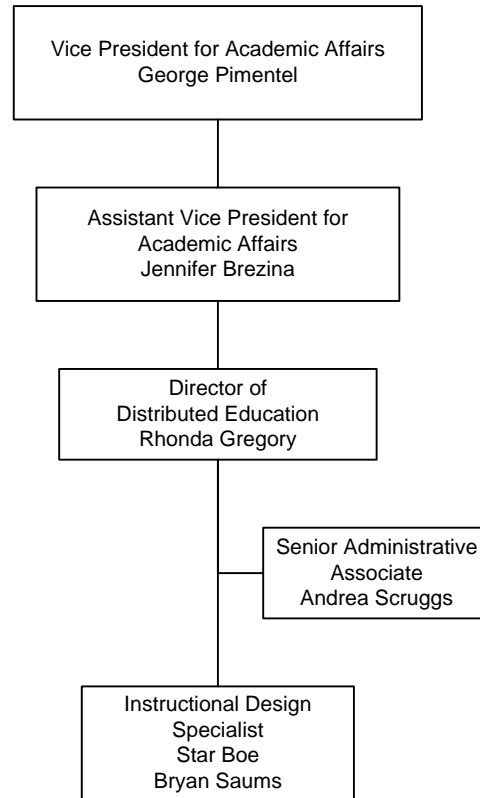 Vice President for Academic Affairs
George Pimentel
Assistant Vice President for
Academic Affairs
Jennifer Brezina
Director of
Distributed Education
Rhonda Gregory
Senior Administrative
Associate
Andrea Scruggs
Instructional Design
Specialist
Star Boe
Bryan Saums